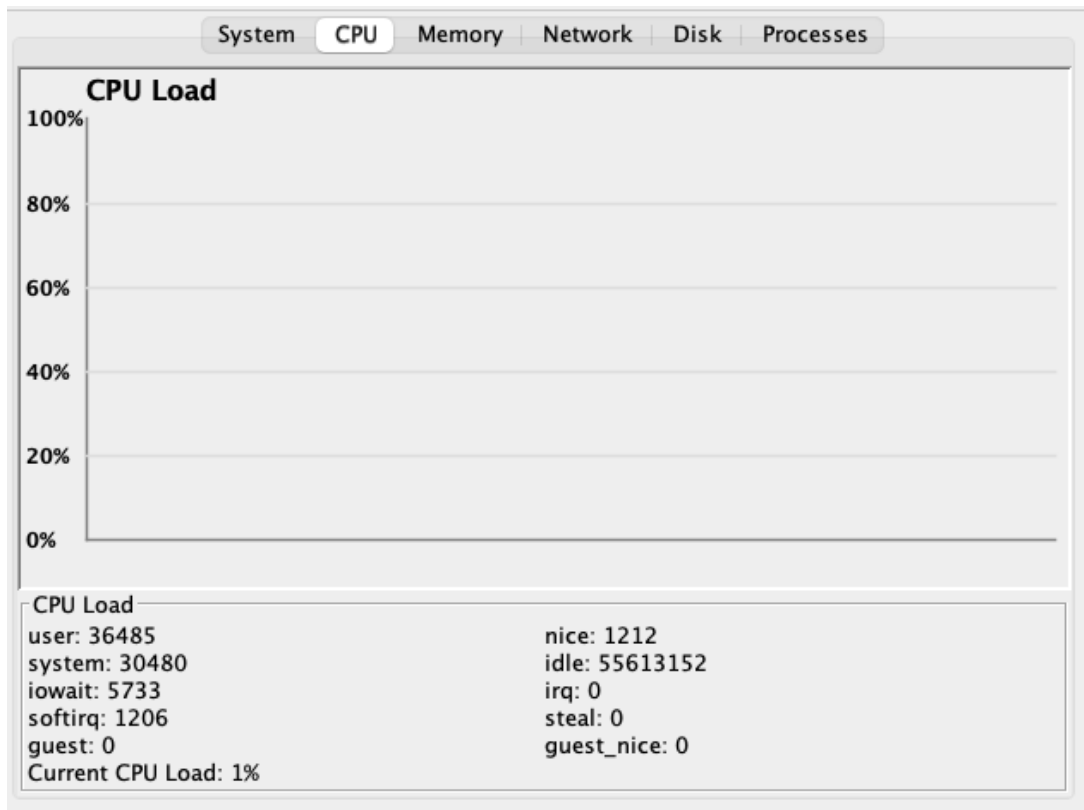 System CPU Memory Network Disk Processes
CPU Load
100%
80%
60%
40%
20%
0%
CPU Load
user: 36485 nice: 1212
system: 30480 idle: 55613152
iowait: 5733 irq: 0
softirq: 1206 steal: 0
guest: 0 guest_nice: 0
Current CPU Load: 1%